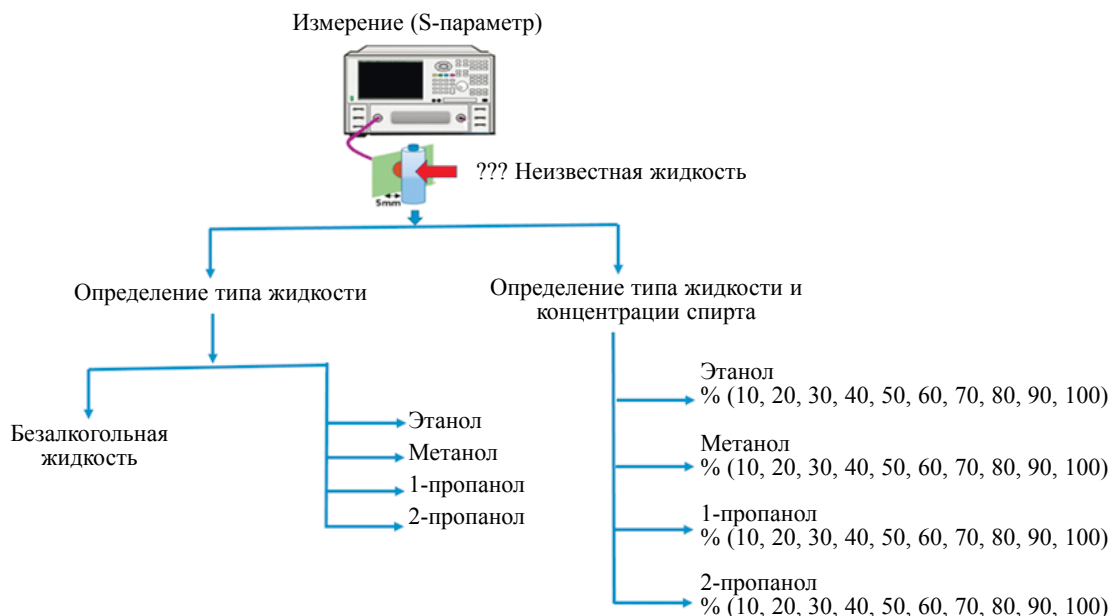 Измерение (S-параметр)
??? Неизвестная жидкость
5mm
Определение типа жидкости
Безалкогольная
жидкость
Этанол
Метанол
1-пропанол
2-пропанол
Определение типа жидкости и
концентрации спирта
Этанол
% (10, 20, 30, 40, 50, 60, 70, 80, 90, 100)
Метанол
% (10, 20, 30, 40, 50, 60, 70, 80, 90, 100)
1-пропанол
% (10, 20, 30, 40, 50, 60, 70, 80, 90, 100)
2-пропанол
% (10, 20, 30, 40, 50, 60, 70, 80, 90, 100)